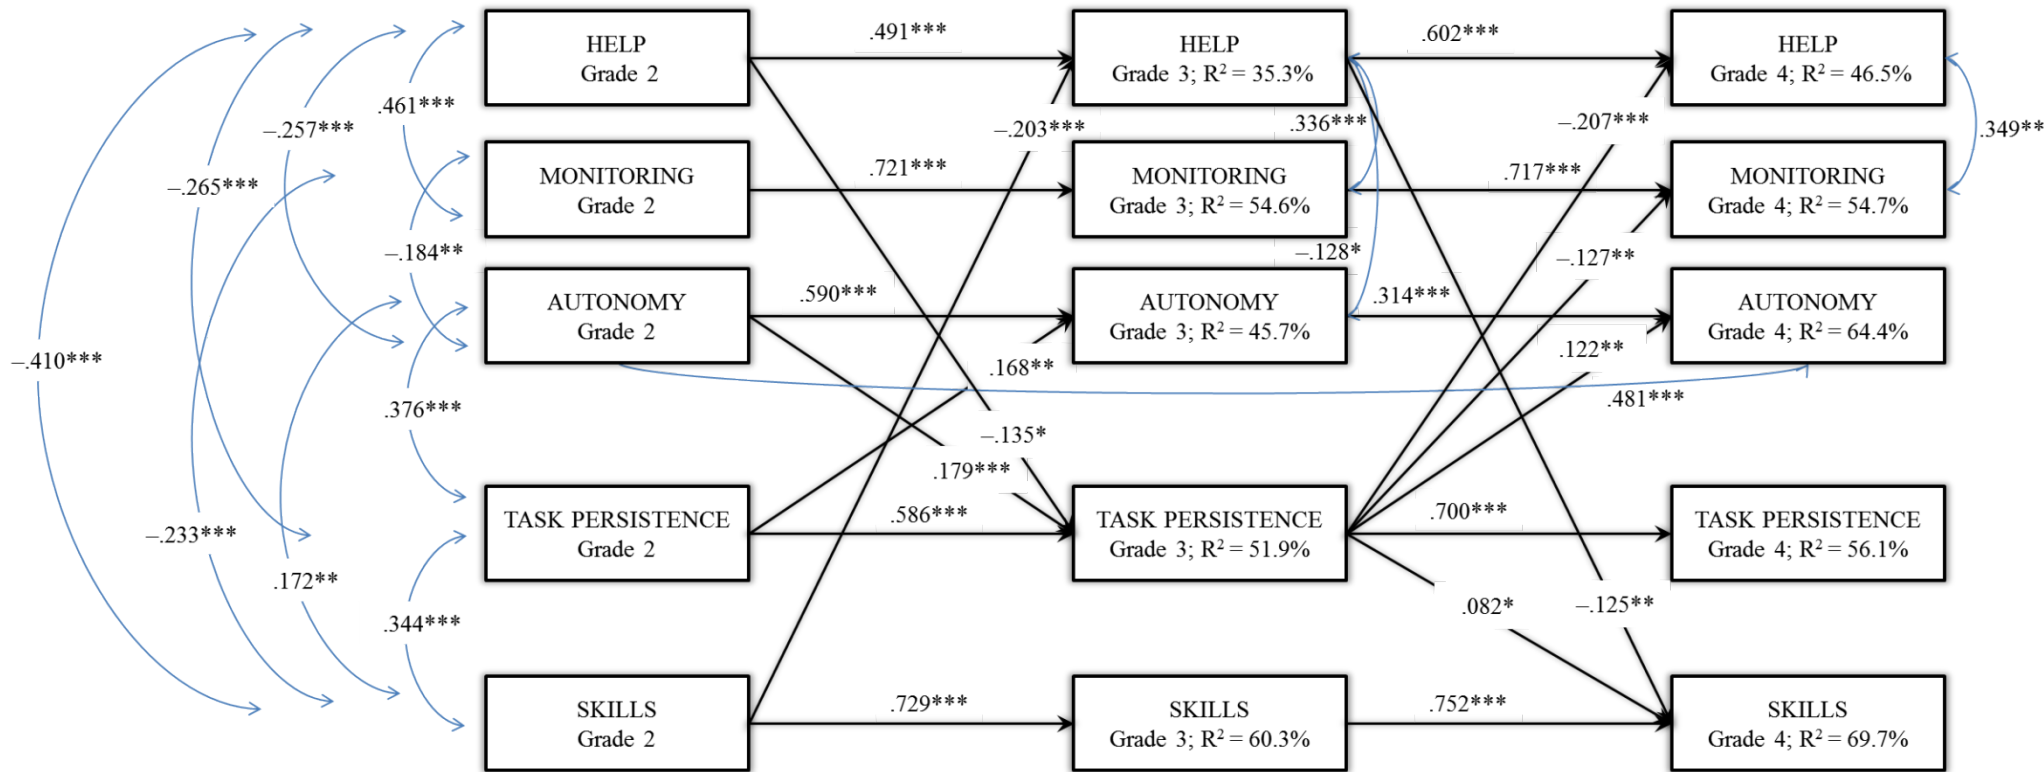 HELP
Grade 2
.491***
HELP
Grade 3; R² = 35.3%
.602***
HELP
Grade 4; R² = 46.5%
.461***
–.257***
–.203***
.336***
–.207***
.349**
–.265***
MONITORING
Grade 2
.721***
MONITORING
Grade 3; R² = 54.6%
.717***
MONITORING
Grade 4; R² = 54.7%
–.184**
–.128*
–.127**
AUTONOMY
Grade 2
.590***
AUTONOMY
Grade 3; R² = 45.7%
.314***
AUTONOMY
Grade 4; R² = 64.4%
–.410***
.168**
.122**
.376***
.481***
–.135*
.179***
TASK PERSISTENCE
Grade 2
.586***
TASK PERSISTENCE
Grade 3; R² = 51.9%
.700***
TASK PERSISTENCE
Grade 4; R² = 56.1%
–.233***
.172**
.344***
.082*
–.125**
SKILLS
Grade 2
.729***
SKILLS
Grade 3; R² = 60.3%
.752***
SKILLS
Grade 4; R² = 69.7%